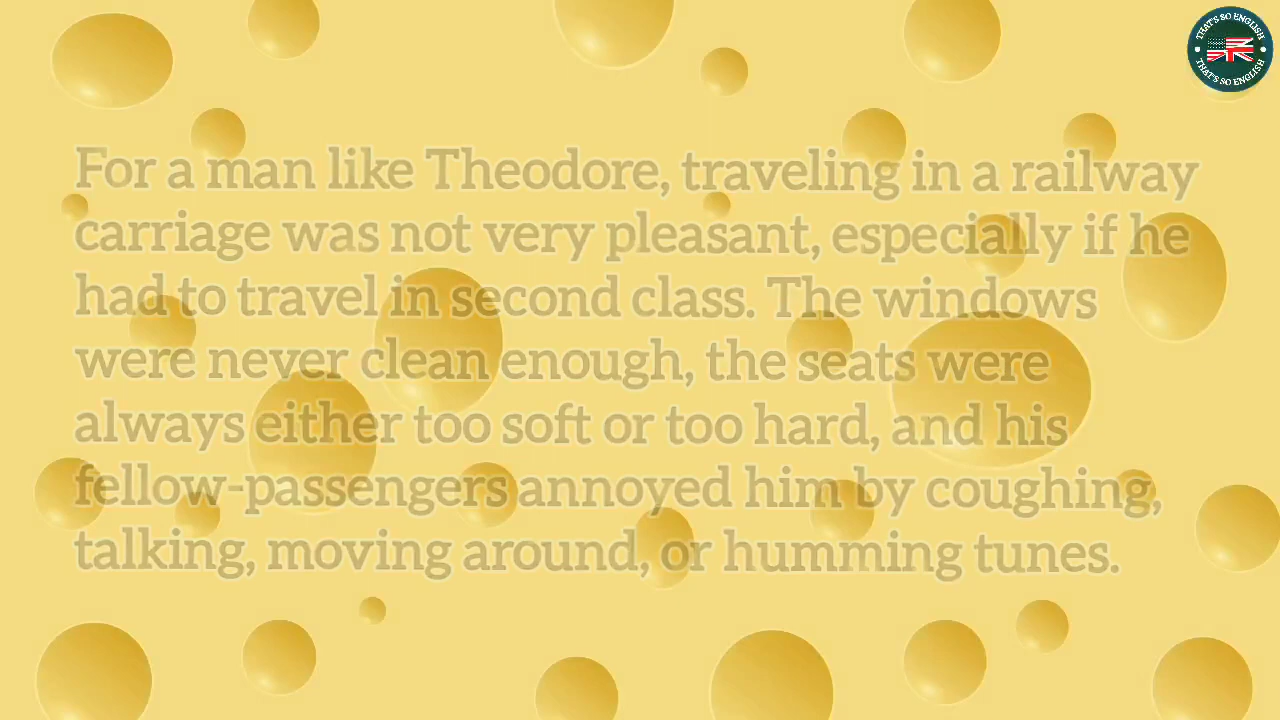 THAT'S SO ENGLISH
THAT'S SO ENGLISH
For a man like Theodore, traveling in a railway
carriage was not very pleasant, especially if he
had to travel in second class. The windows
were never clean enough, the seats were
always either too soft or too hard, and his
fellow-passengers annoyed him by coughing,
talking, moving around, or humming tunes.